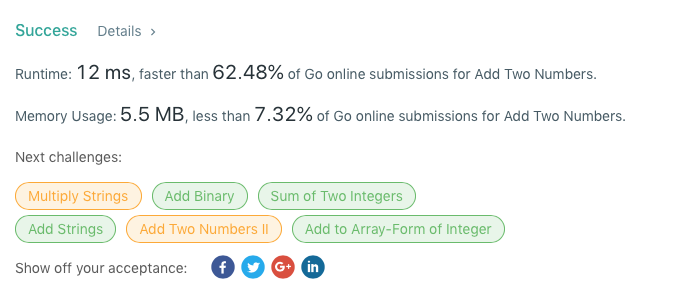 Success Details >
Runtime: 12 ms, faster than 62.48% of Go online submissions for Add Two Numbers.
Memory Usage: 5.5 MB, less than 7.32% of Go online submissions for Add Two Numbers.
Next challenges:
Multiply Strings Add Binary Sum of Two Integers
Add Strings Add Two Numbers II Add to Array-Form of Integer
Show off your acceptance: f G+ in